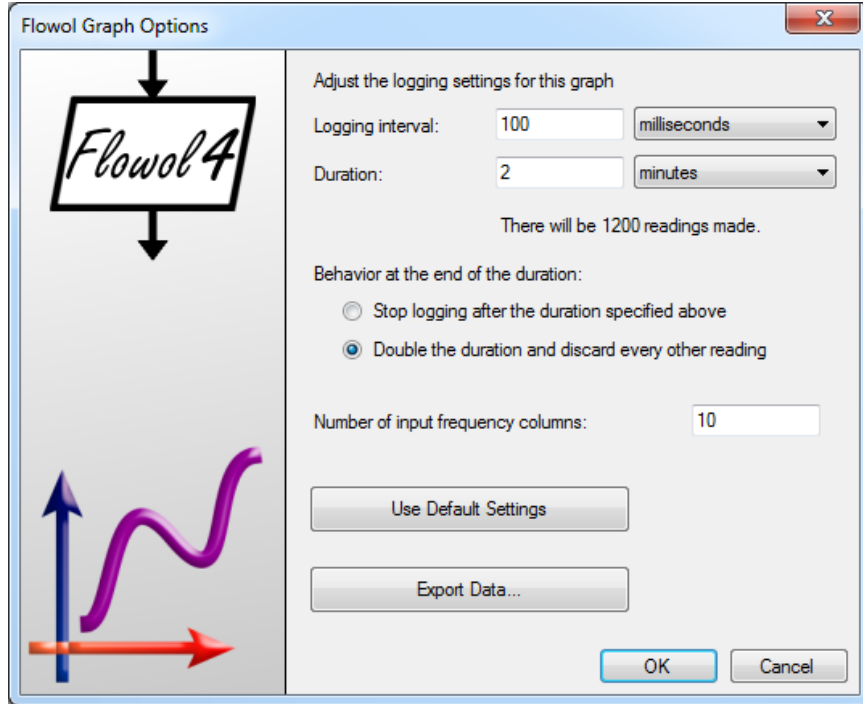 Flowol Graph Options
Flowol 4
Adjust the logging settings for this graph
Logging interval: 100 milliseconds
Duration: 2 minutes
There will be 1200 readings made.
Behavior at the end of the duration:
Stop logging after the duration specified above
Double the duration and discard every other reading
Number of input frequency columns: 10
Use Default Settings
Export Data...
OK Cancel